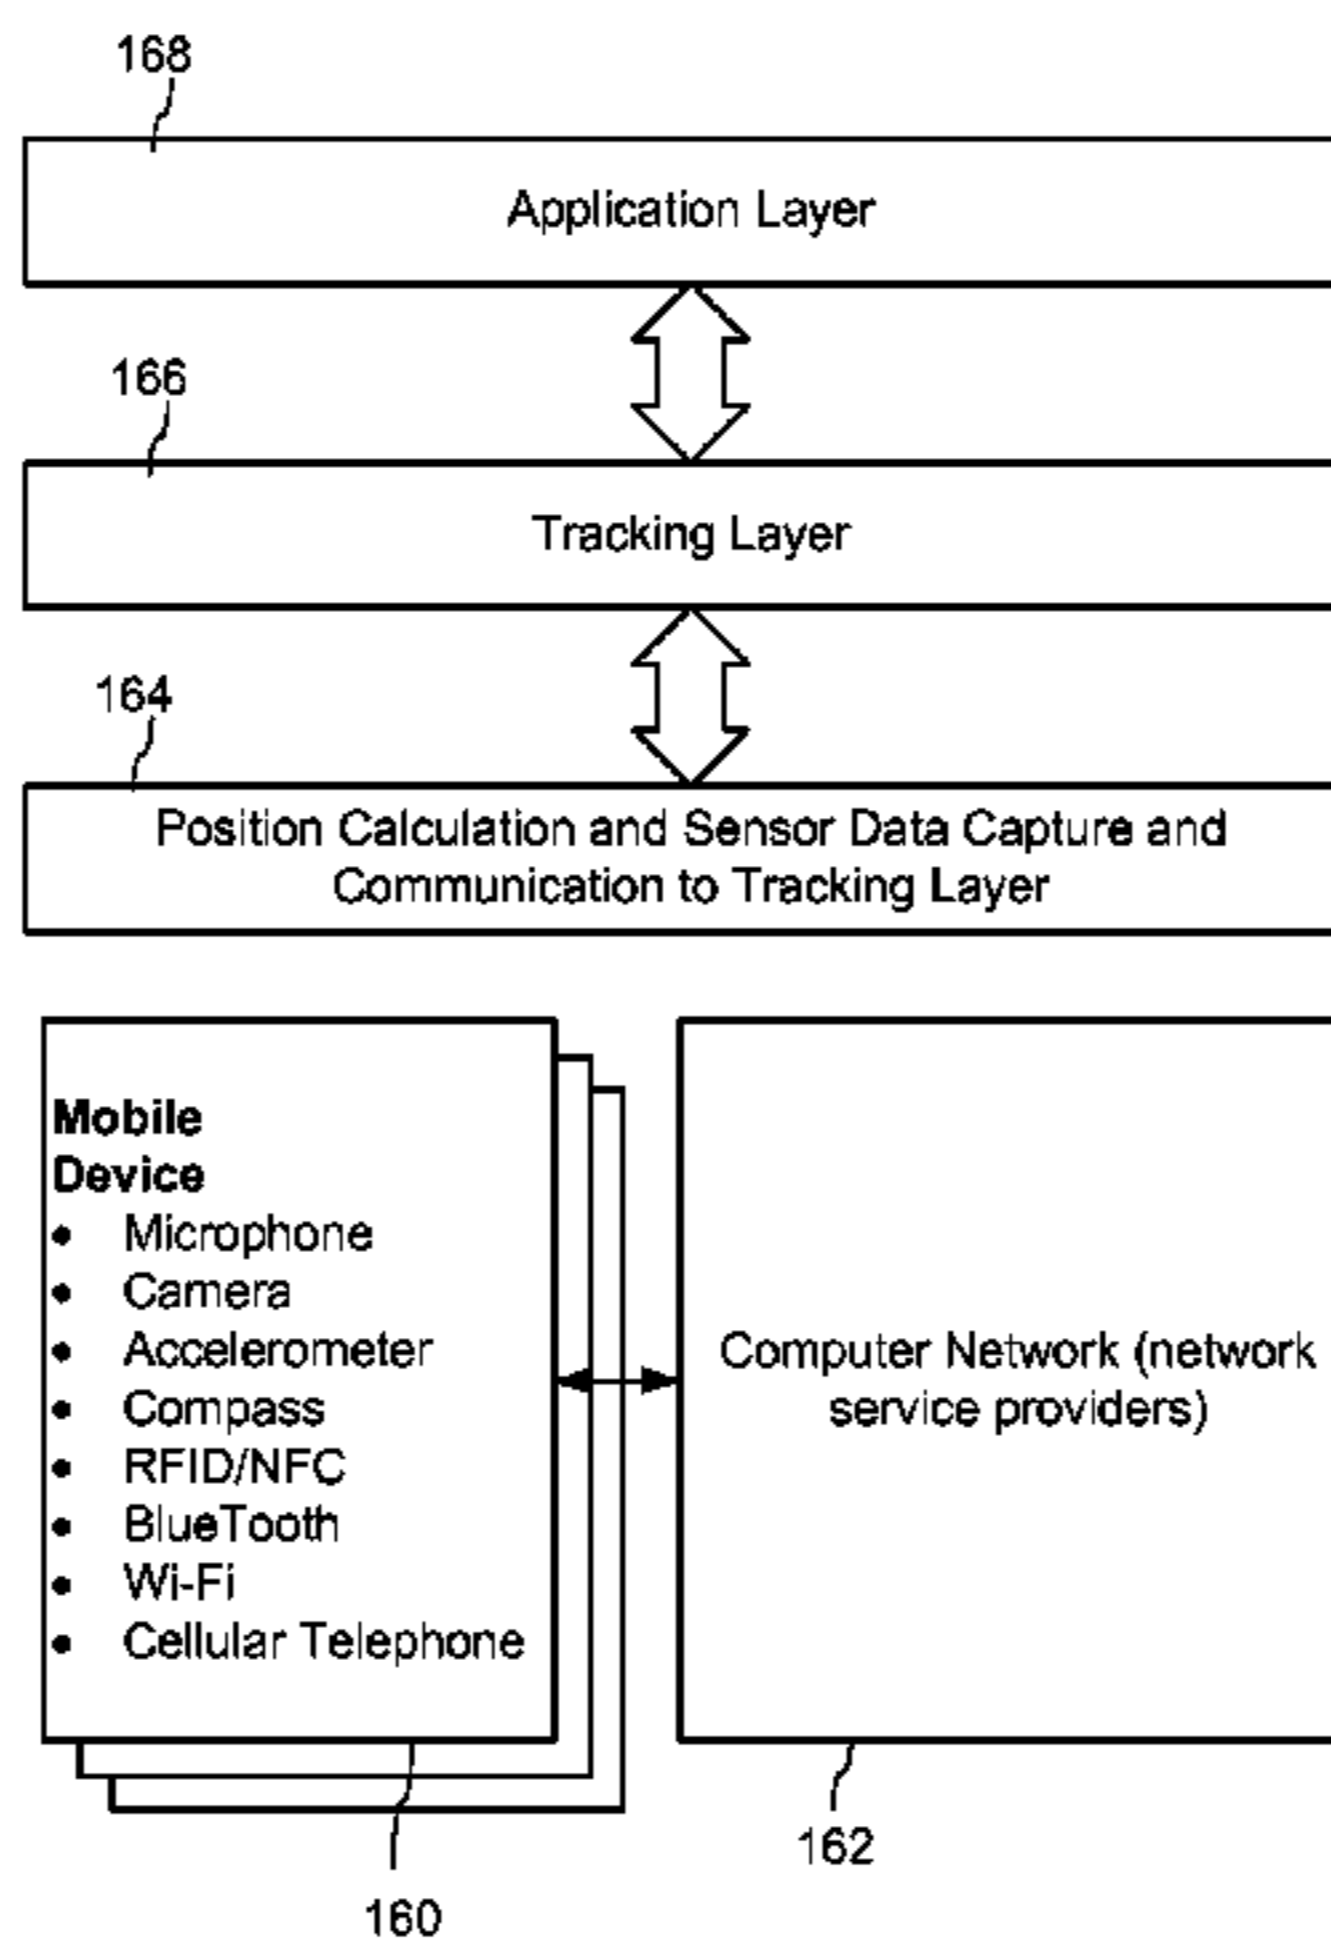 168
Application Layer
166
Tracking Layer
164
Position Calculation and Sensor Data Capture and
Communication to Tracking Layer
Mobile
Device
• Microphone
• Camera
• Accelerometer
• Compass
• RFID/NFC
• BlueTooth
• Wi-Fi
• Cellular Telephone
Computer Network (network
service providers)
162
160